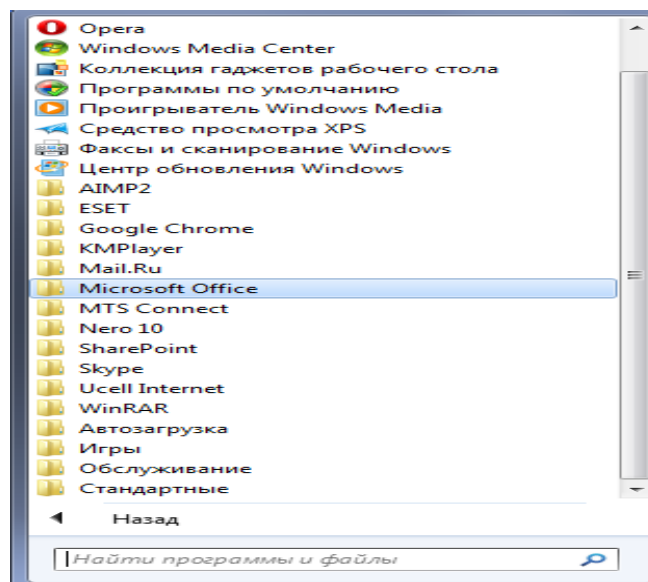 Opera
Windows Media Center
Коллекция гаджетов рабочего стола
Программы по умолчанию
Проигрыватель Windows Media
Средство просмотра XPS
Факсы и сканирование Windows
Центр обновления Windows
AIMP2
ESET
Google Chrome
KMPlayer
Mail.Ru
Microsoft Office
MTS Connect
Nero 10
SharePoint
Skype
Ucell Internet
WinRAR
Автозагрузка
Игры
Обслуживание
Стандартные
Назад
Найти программы и файлы